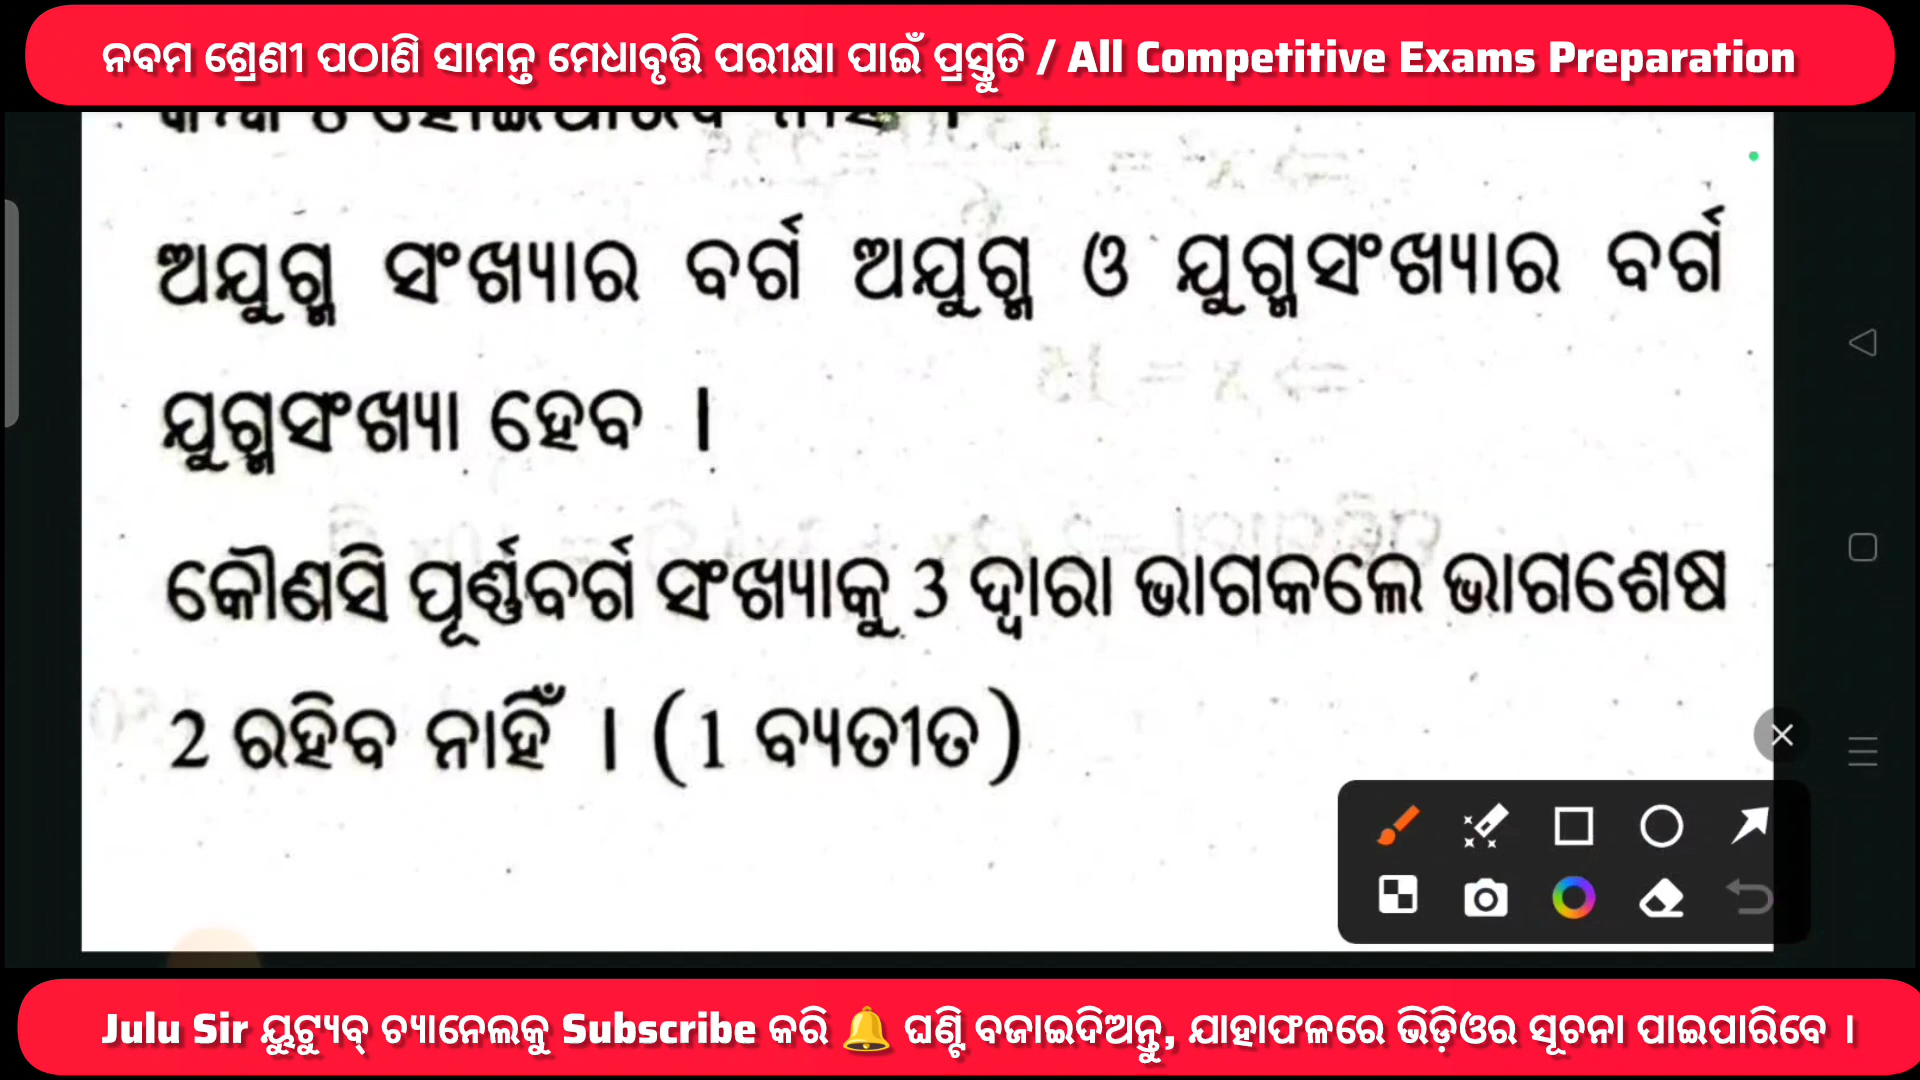 ନବମ ଶ୍ରେଣୀ ପଠାଣି ସାମନ୍ତ ମେଧାବୃତ୍ତି ପରୀକ୍ଷା ପାଇଁ ପ୍ରସ୍ତୁତି / All Competitive Exams Preparation
ଅଯୁଗ୍ମ ସଂଖ୍ୟାର ବର୍ଗ ଅଯୁଗ୍ମ ଓ ଯୁଗ୍ମସଂଖ୍ୟାର ବର୍ଗ
ଯୁଗ୍ମସଂଖ୍ୟା ହେବ ।
କୌଣସି ପୂର୍ଣ୍ଣବର୍ଗ ସଂଖ୍ୟାକୁ 3 ଦ୍ୱାରା ଭାଗକଲେ ଭାଗଶେଷ
2 ରହିବ ନାହିଁ । (1 ବ୍ୟତୀତ)
Julu Sir ୟୁଟ୍ୟୁବ୍ ଚ୍ୟାନେଲକୁ Subscribe କରି 🔔 ଘଣ୍ଟି ବଜାଇଦିଅନ୍ତୁ, ଯାହାଫଳରେ ଭିଡ଼ିଓର ସୂଚନା ପାଇପାରିବେ ।